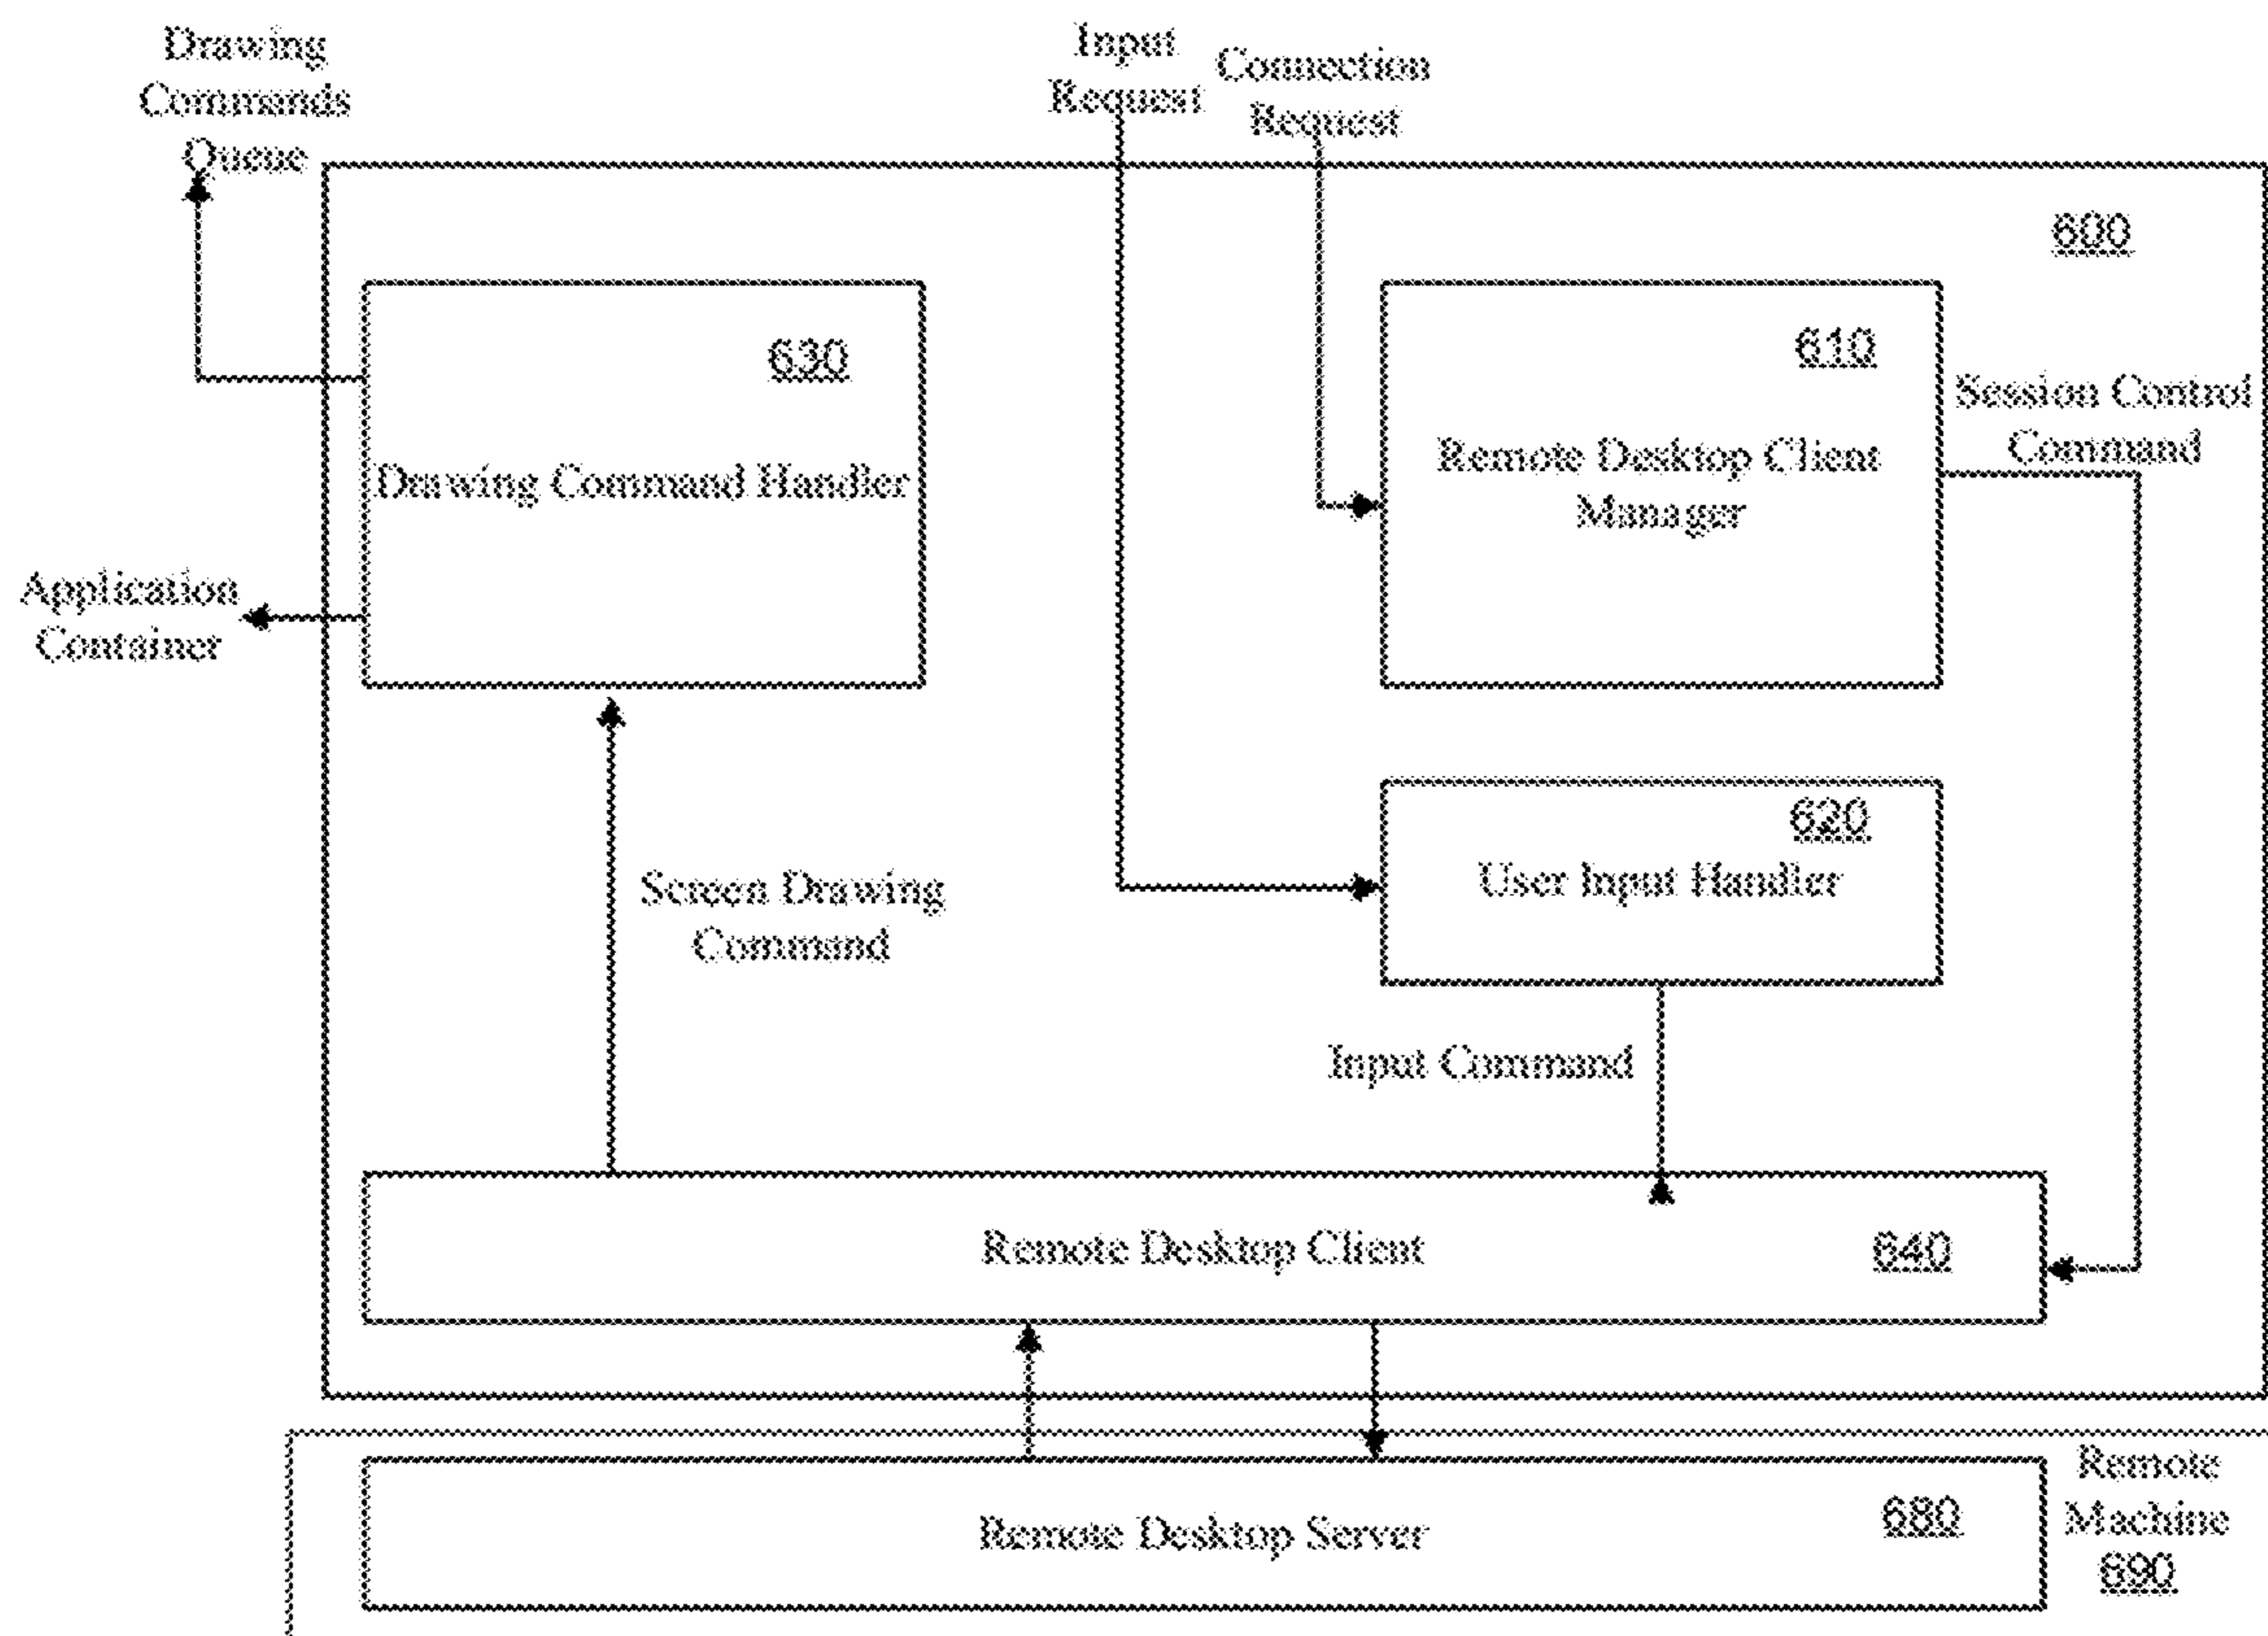 Drawing
Commands
Queue
Input
Request
Connection
Request
600
630
Drawing Command Handler
610
Remote Desktop Client
Manager
Session Control
Command
Application
Container
620
User Input Handler
Screen Drawing
Command
Input Command
Remote Desktop Client
640
Remote Desktop Server
680
Remote
Machine
690